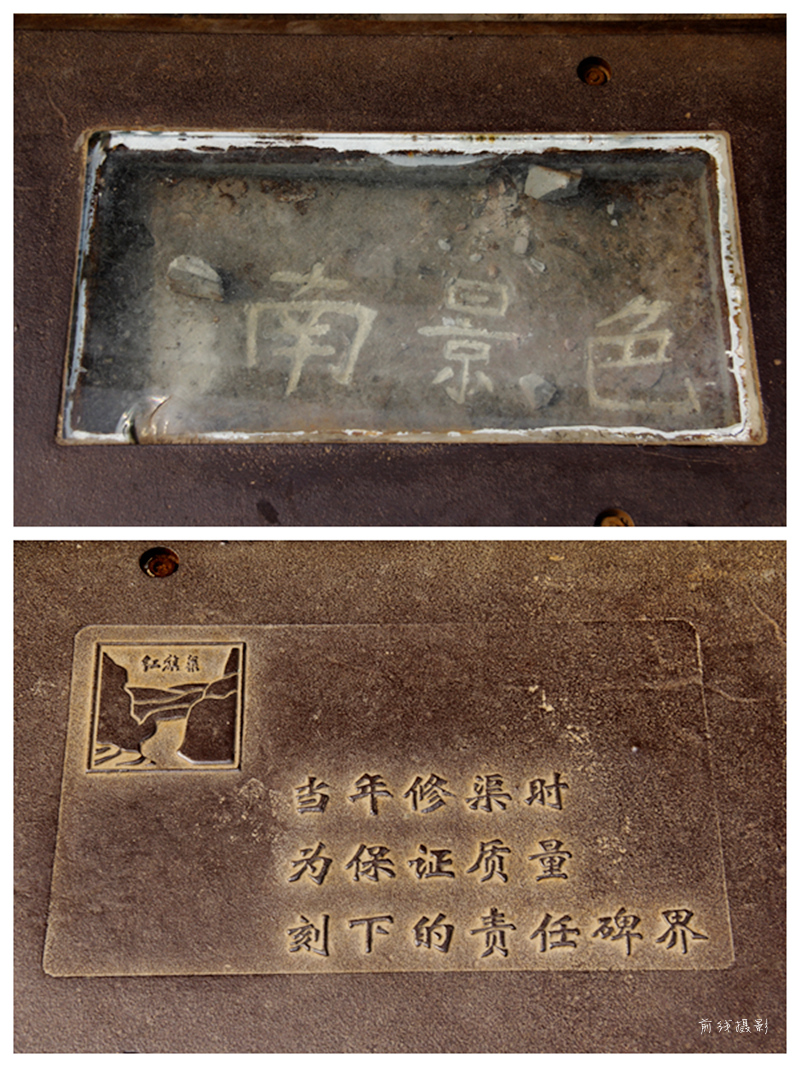 南景色
红旗渠
当年修渠时
为保证质量
刻下的责任碑界
前线摄影